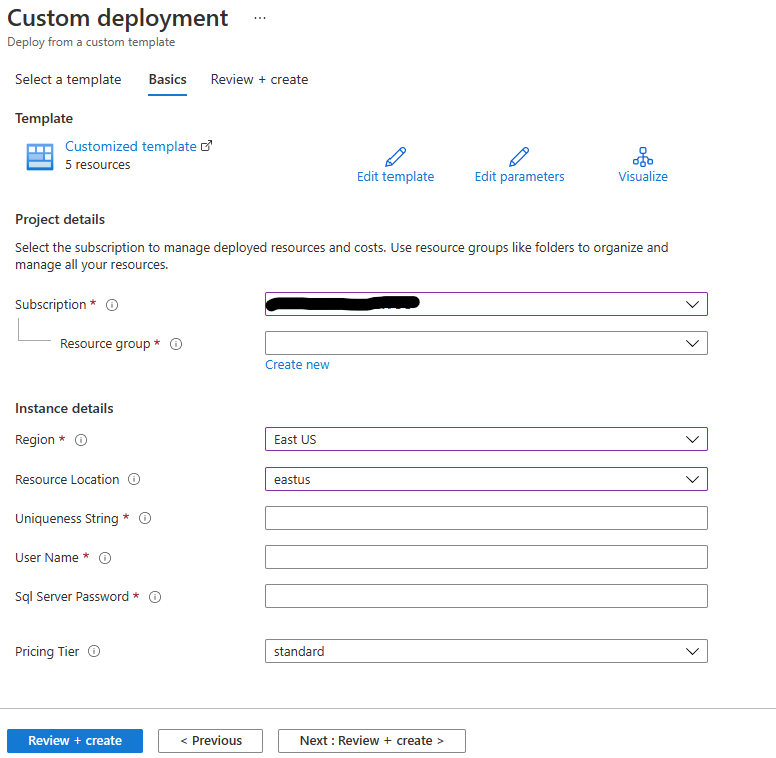 Custom deployment ...
Deploy from a custom template
Select a template Basics Review + create
Template
Customized template
5 resources
Edit template Edit parameters Visualize
Project details
Select the subscription to manage deployed resources and costs. Use resource groups like folders to organize and
manage all your resources.
Subscription *
Resource group *
Create new
Instance details
Region * East US
Resource Location eastus
Uniqueness String *
User Name *
Sql Server Password *
Pricing Tier standard
Review + create < Previous Next : Review + create >